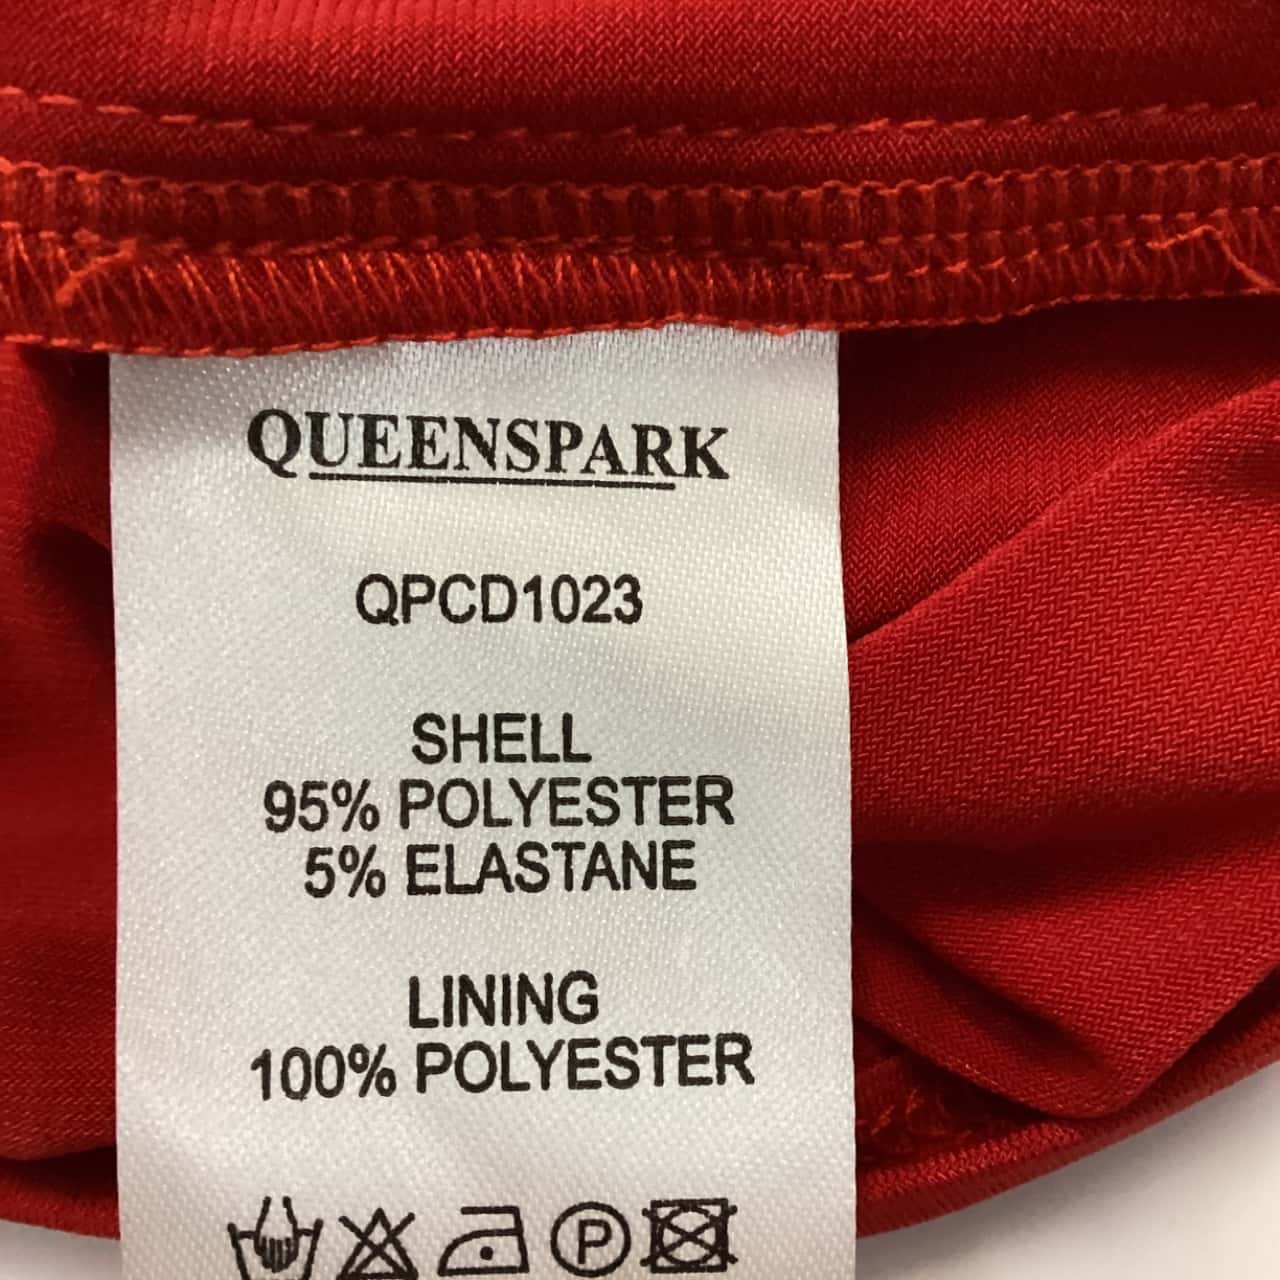 QUEENSPARK
QPCD1023
SHELL
95% POLYESTER
5% ELASTANE
LINING
100% POLYESTER
P